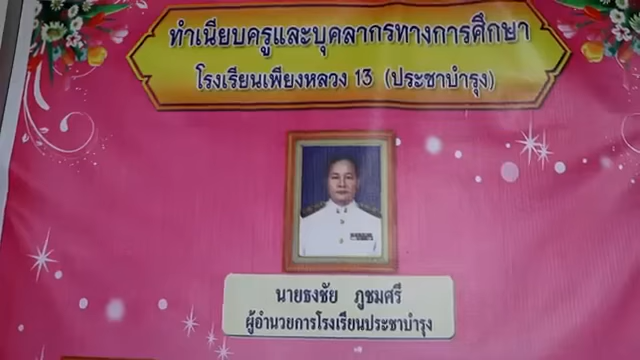 ทำเนียบครูและบุคลากรทางการศึกษา
โรงเรียนเพียงหลวง 13 (ประชาบำรุง)
นายธงชัย ภูชมศรี
ผู้อำนวยการโรงเรียนประชาบำรุง